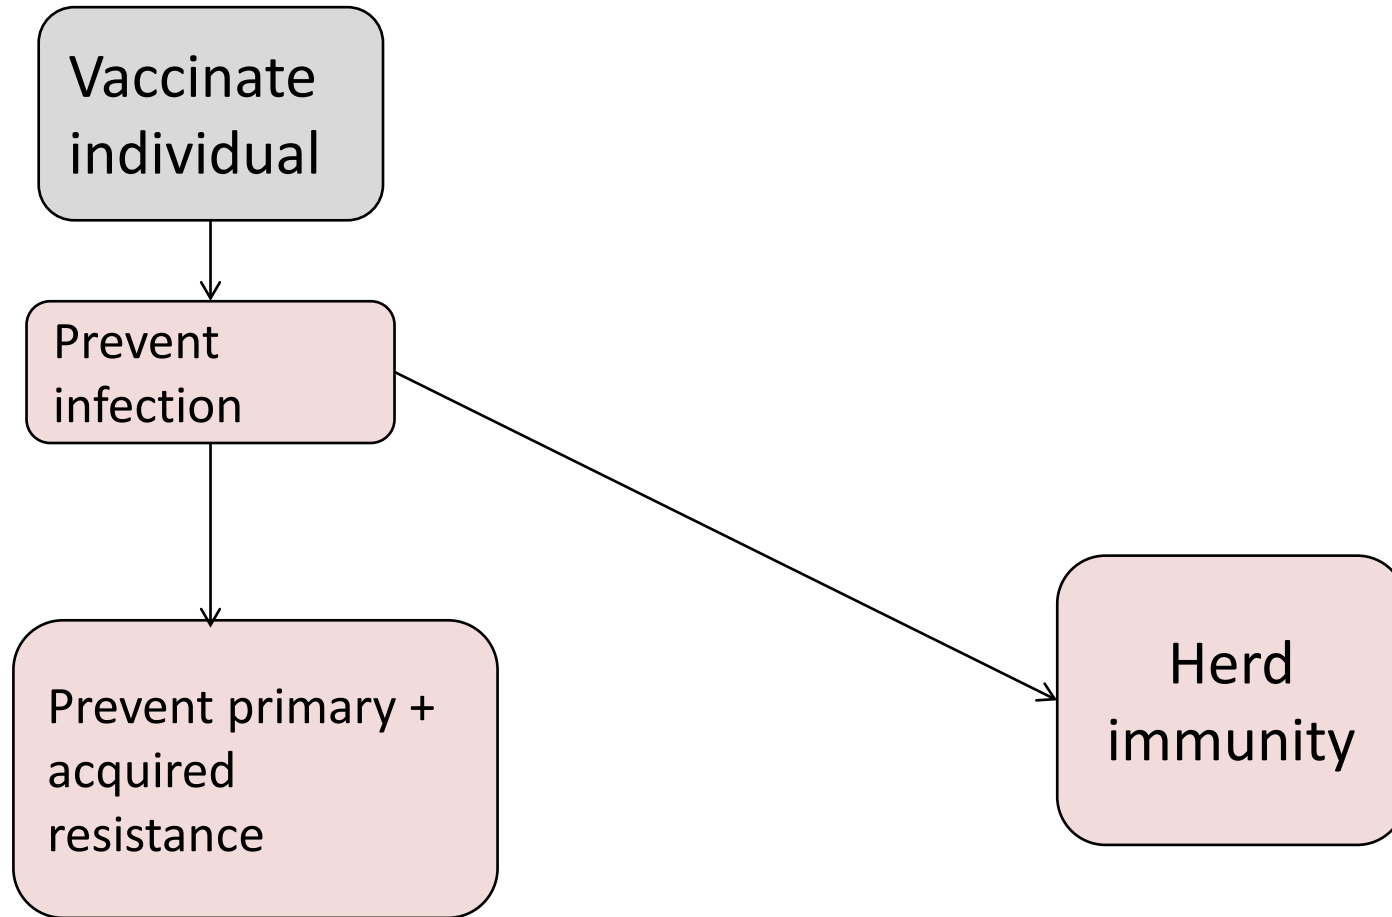 Vaccinate
individual
Prevent
infection
Prevent primary +
acquired
resistance
Herd
immunity